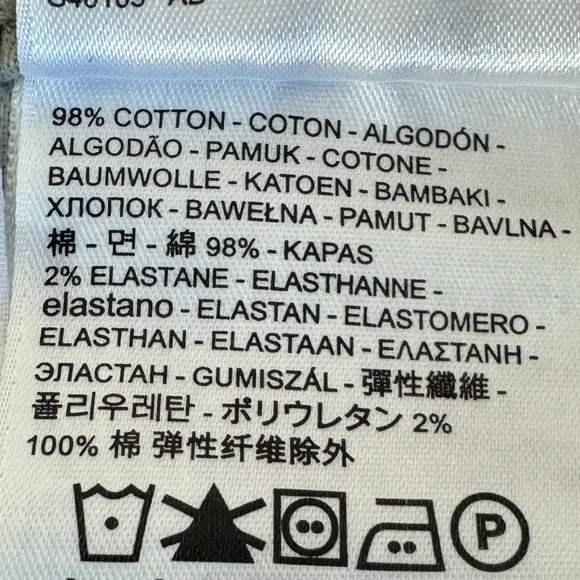 98% COTTON - COTON - ALGODÓN -
ALGODÃO - PAMUK - COTONE -
BAUMWOLLE - KATOEN - BAMBAKI -
ХЛОПОК - BAWEŁNA - PAMUT - BAVLNA -
棉 - 면 - 綿 98% - KAPAS
2% ELASTANE - ELASTHANNE -
elastano - ELASTAN - ELASTOMERO -
ELASTHAN - ELASTAAN - ΕΛΑΣΤΑΝΗ -
ЭЛАСТАН - GUMISZÁL - 彈性纖維 -
폴리우레탄 - ポリウレタン 2%
100% 棉 弹性纤维除外
P